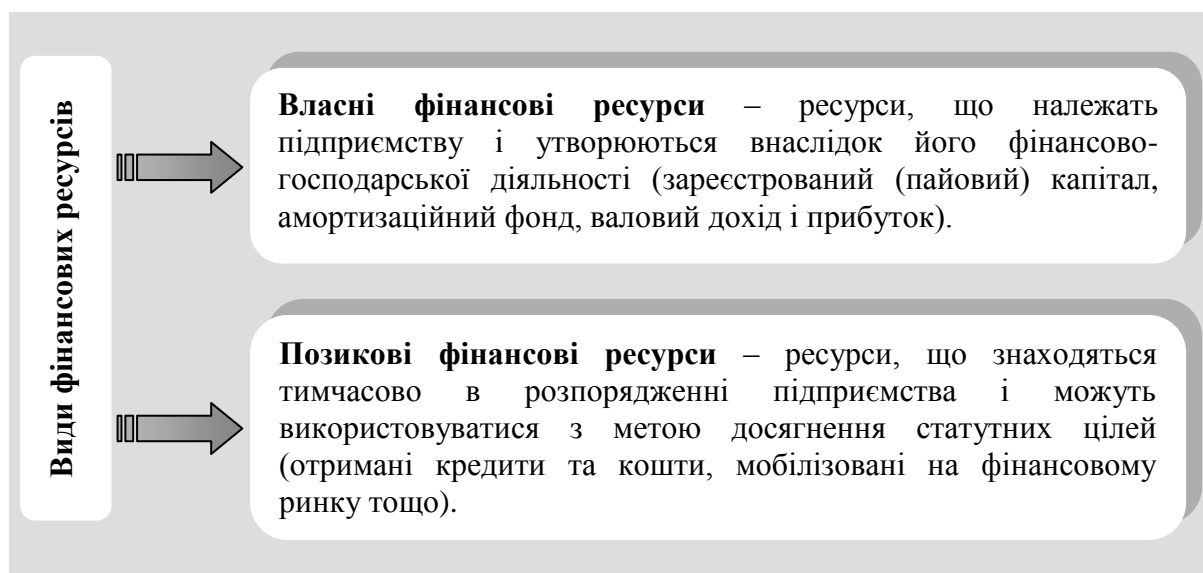 Види фінансових ресурсів
Власні фінансові ресурси – ресурси, що належать
підприємству і утворюються внаслідок його фінансово-
господарської діяльності (зареєстрований (пайовий) капітал,
амортизаційний фонд, валовий дохід і прибуток).
Позикові фінансові ресурси – ресурси, що знаходяться
тимчасово в розпорядженні підприємства і можуть
використовуватися з метою досягнення статутних цілей
(отримані кредити та кошти, мобілізовані на фінансовому
ринку тощо).